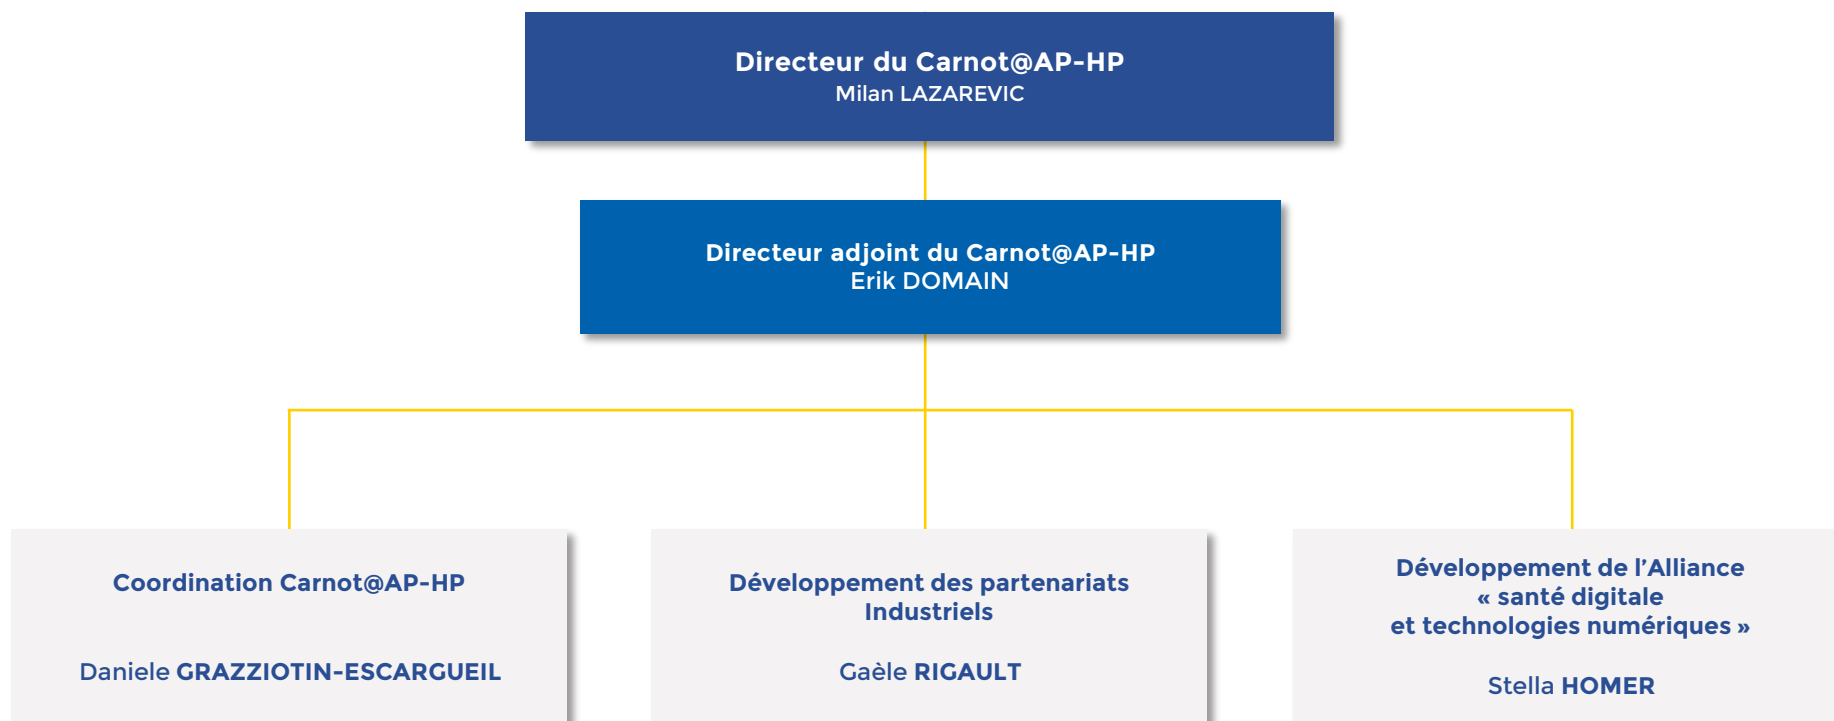 Directeur du Carnot@AP-HP
Milan LAZAREVIC
Directeur adjoint du Carnot@AP-HP
Erik DOMAIN
Coordination Carnot@AP-HP
Daniele GRAZZIOTIN-ESCARGUEIL
Développement des partenariats
Industriels
Gaèle RIGAULT
Développement de l’Alliance
« santé digitale
et technologies numériques »
Stella HOMER